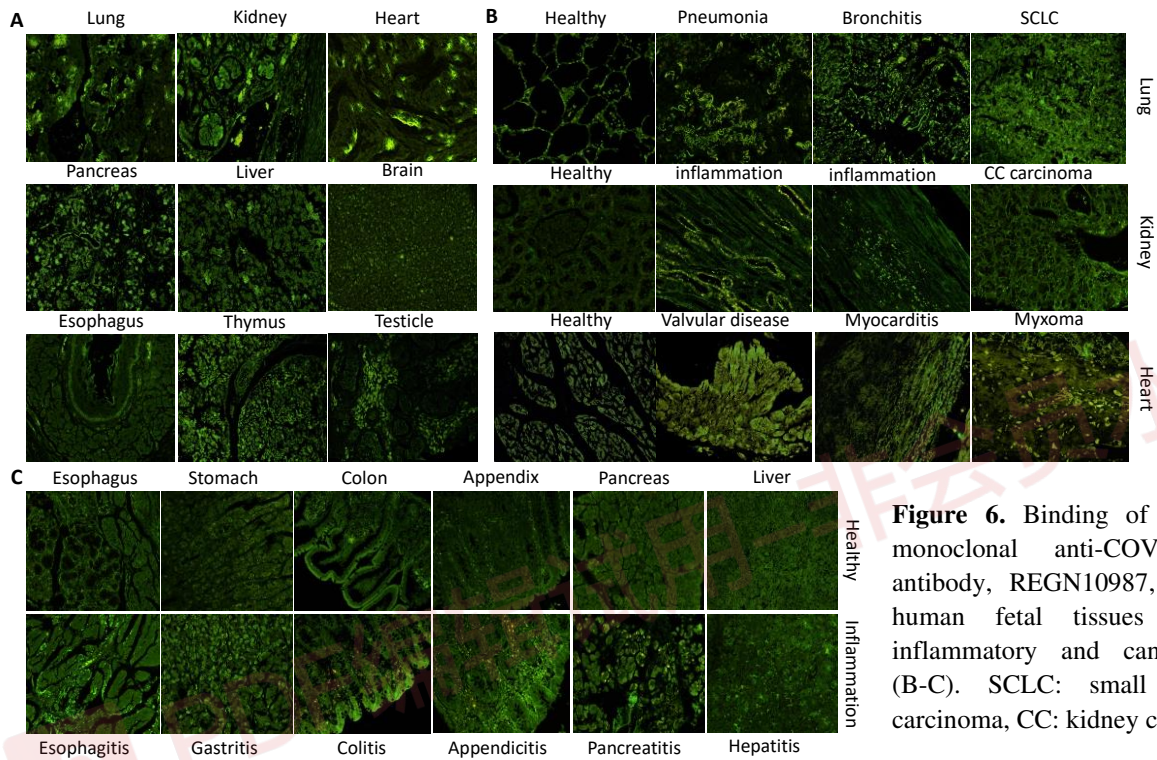 A
Lung Kidney Heart
Pancreas Liver Brain
Esophagus Thymus Testicle
B
Healthy Pneumonia Bronchitis SCLC
Lung
Healthy inflammation inflammation CC carcinoma
Kidney
Healthy Valvular disease Myocarditis Myxoma
Heart
C
Esophagus Stomach Colon Appendix Pancreas Liver
Healthy
Inflammation
Esophagitis Gastritis Colitis Appendicitis Pancreatitis Hepatitis
Figure 6. Binding of
monoclonal anti-COV
antibody, REGN10987,
human fetal tissues
inflammatory and can
(B-C). SCLC: small
carcinoma, CC: kidney c